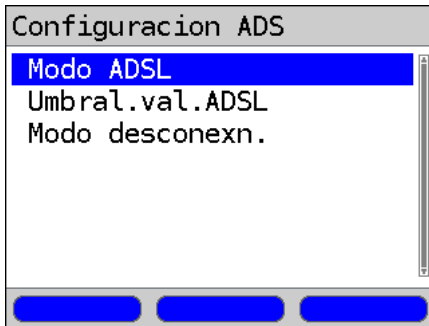 Configuracion ADS
Modo ADSL
Umbral.val.ADSL
Modo desconexn.